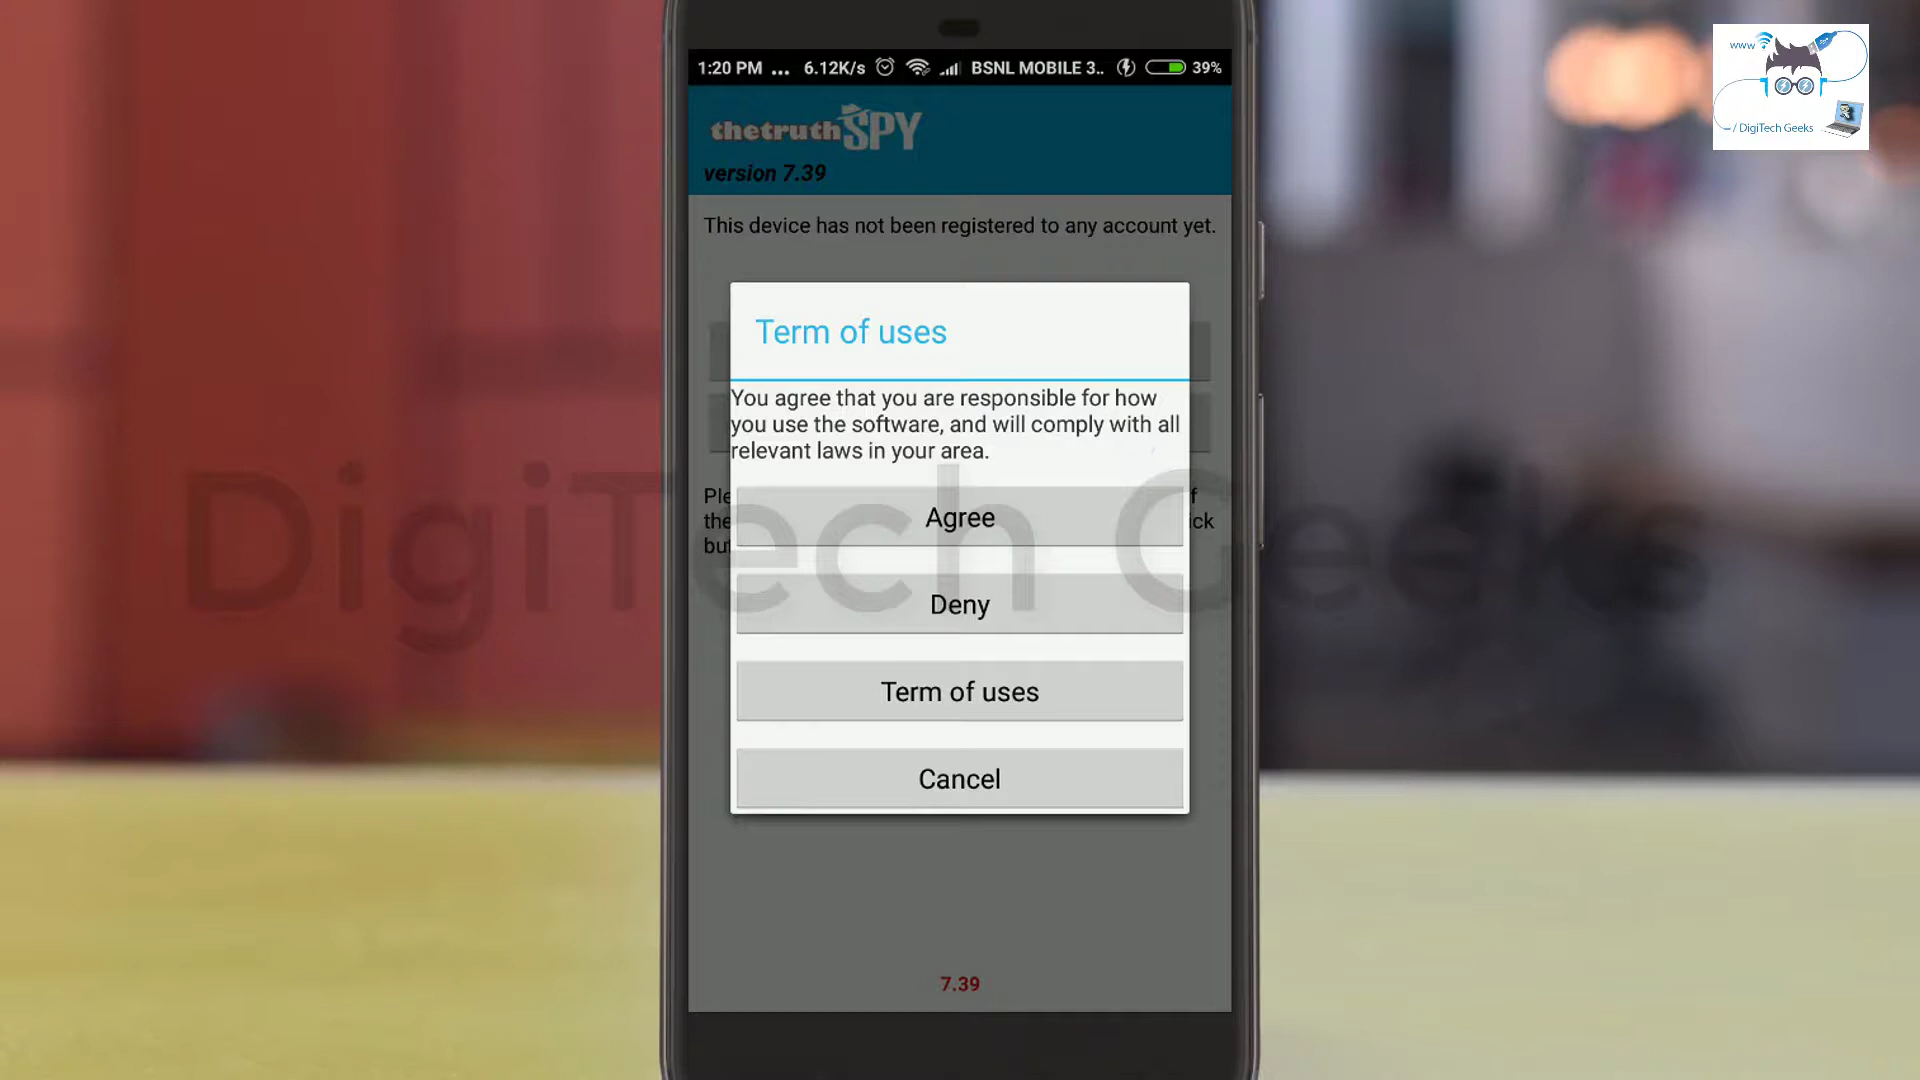 1:20 PM ... 6.12K/s BSNL MOBILE 3.. 39%
www
/ DigiTech Geeks
thetruthSPY
version 7.39
This device has not been registered to any account yet.
Term of uses
You agree that you are responsible for how
you use the software, and will comply with all
relevant laws in your area.
Agree
Deny
Term of uses
Cancel
DigiTech Geeks
7.39